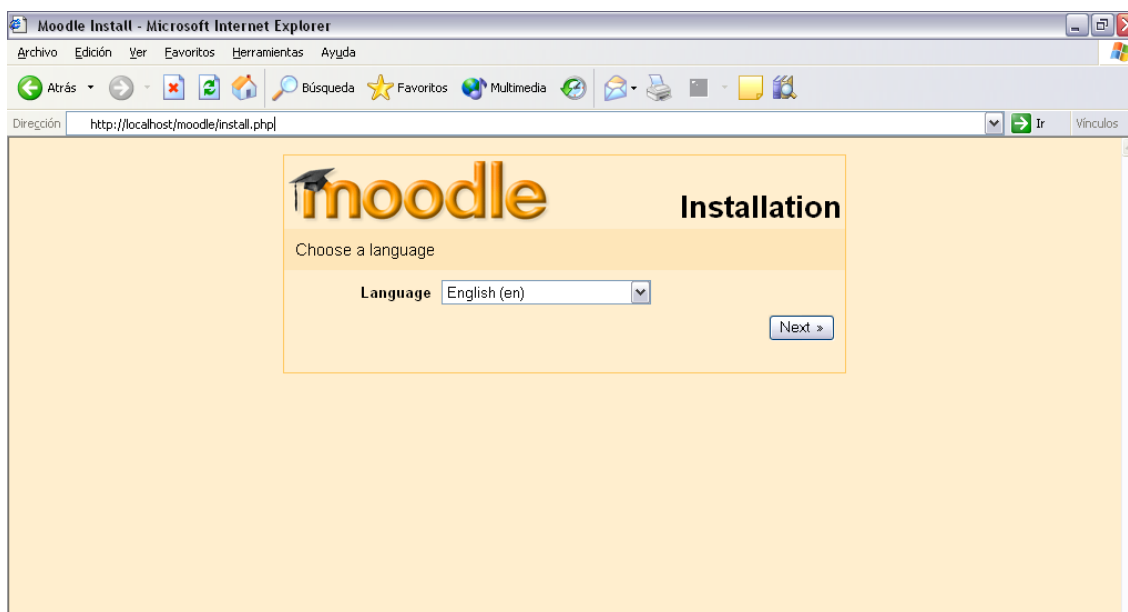 Moodle Install - Microsoft Internet Explorer
Archivo Edición Ver Favoritos Herramientas Ayuda
Atrás Búsqueda Favoritos Multimedia
Dirección http://localhost/moodle/install.php Ir Vínculos
moodle Installation
Choose a language
Language English (en)
Next »